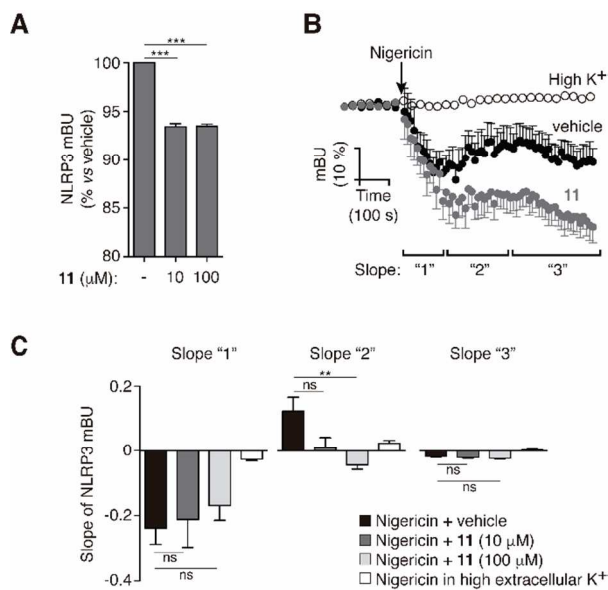 A
***
***
100
95
90
85
80
NLRP3 mBU
(% vs vehicle)
11 (µM): - 10 100
B
Nigericin
High K+
vehicle
11
mBU
(10 %)
Time
(100 s)
Slope: "1" "2" "3"
C
Slope "1" Slope "2" Slope "3"
0.2
0
-0.2
-0.4
Slope of NLRP3 mBU
ns
ns
**
ns
ns
ns
Nigericin + vehicle
Nigericin + 11 (10 µM)
Nigericin + 11 (100 µM)
Nigericin in high extracellular K+